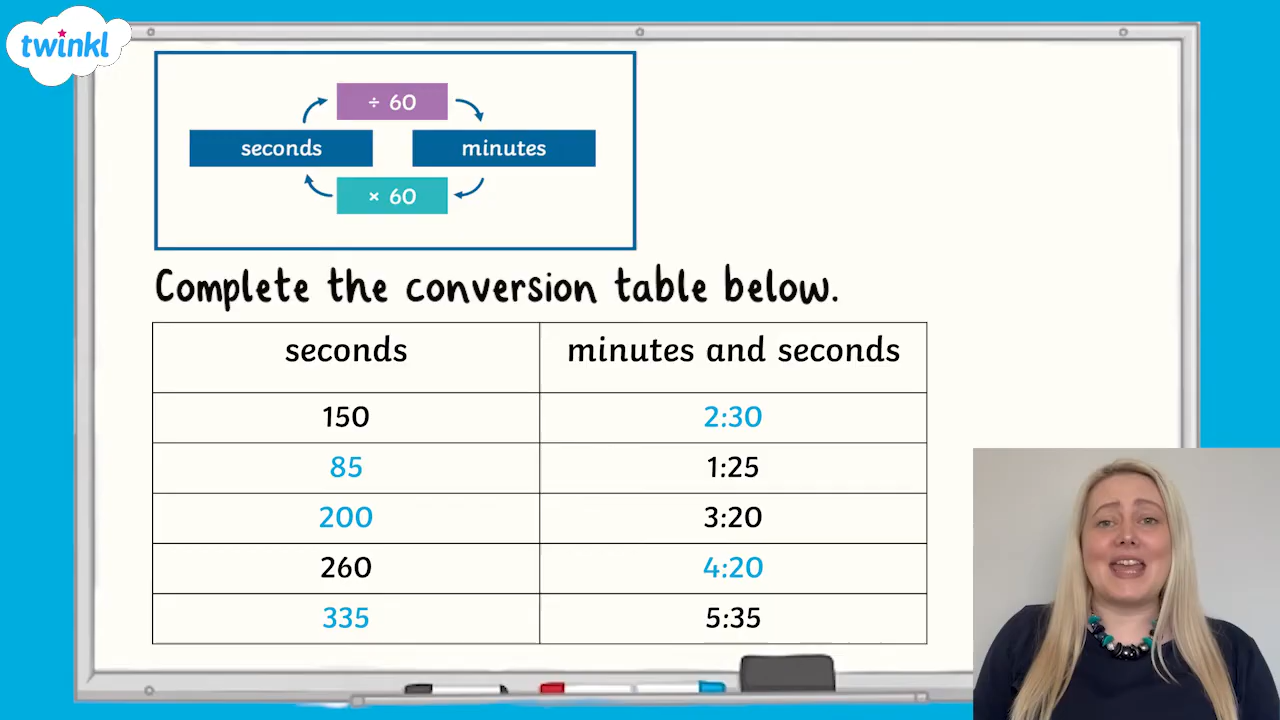 twinkl
÷ 60
seconds minutes
× 60
Complete the conversion table below.
seconds minutes and seconds
150 2:30
85 1:25
200 3:20
260 4:20
335 5:35